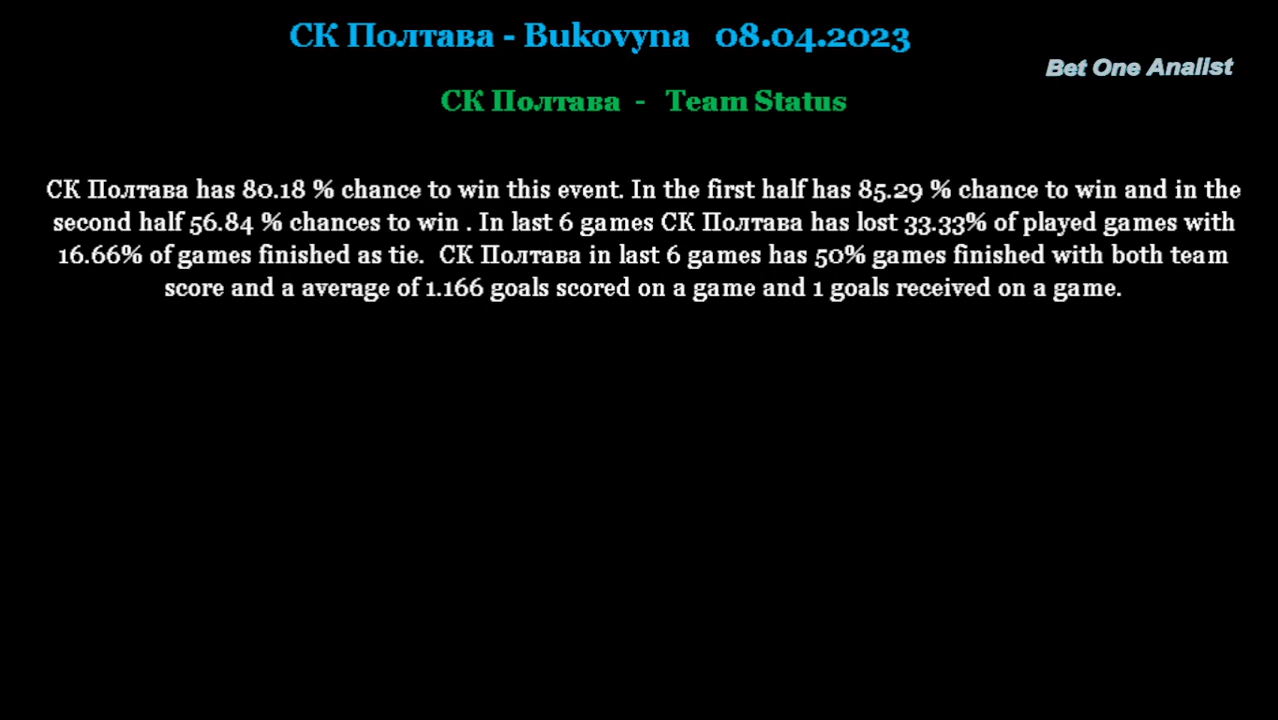 СК Полтава - Bukovyna 08.04.2023
Bet One Analist
СК Полтава - Team Status
СК Полтава has 80.18 % chance to win this event. In the first half has 85.29 % chance to win and in the
second half 56.84 % chances to win . In last 6 games СК Полтава has lost 33.33% of played games with
16.66% of games finished as tie. СК Полтава in last 6 games has 50% games finished with both team
score and a average of 1.166 goals scored on a game and 1 goals received on a game.